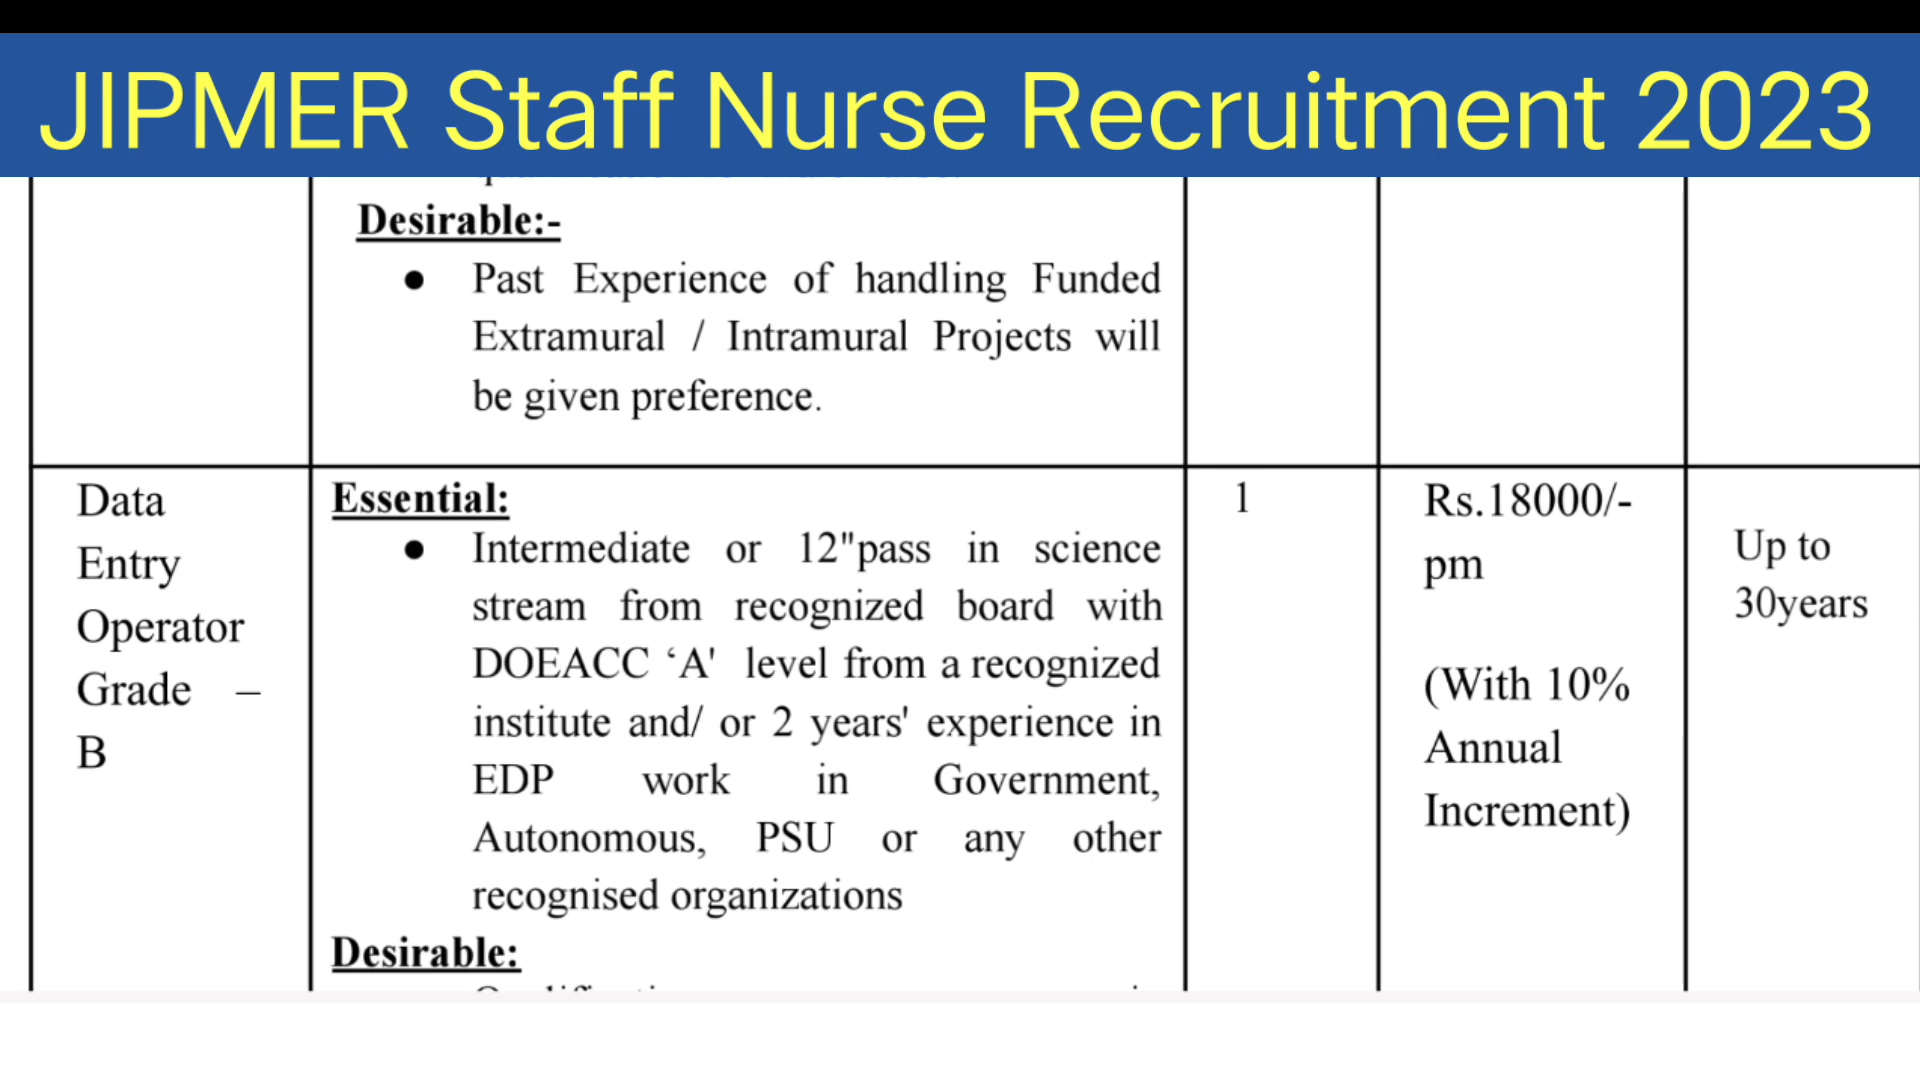 JIPMER Staff Nurse Recruitment 2023
Desirable:-
● Past Experience of handling Funded
Extramural / Intramural Projects will
be given preference.
Data
Entry
Operator
Grade –
B
Essential:
● Intermediate or 12"pass in science
stream from recognized board with
DOEACC ‘A' level from a recognized
institute and/ or 2 years' experience in
EDP work in Government,
Autonomous, PSU or any other
recognised organizations
Desirable:
1
Rs.18000/-
pm
(With 10%
Annual
Increment)
Up to
30years